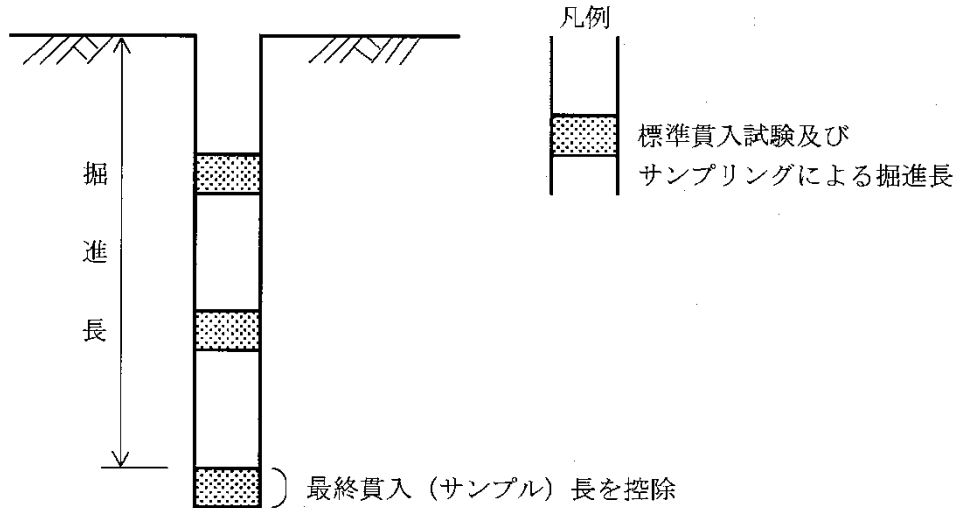 凡例
標準貫入試験及び
サンプリングによる掘進長
掘
進
長
最終貫入（サンプル）長を控除